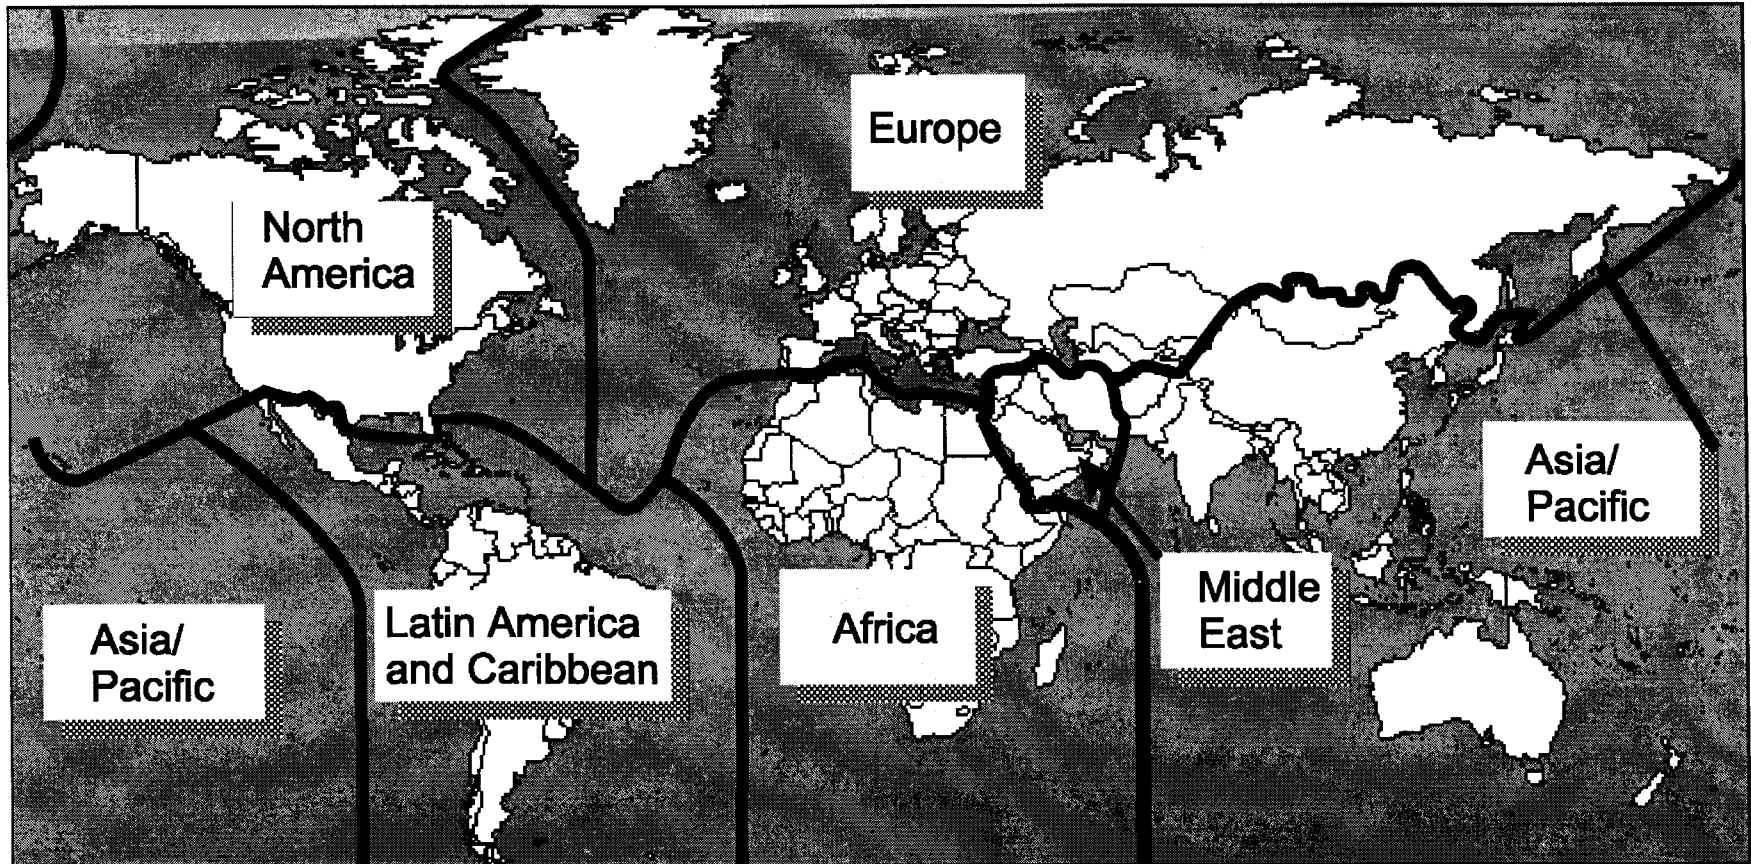 Europe
North
America
Asia/
Pacific
Asia/
Pacific
Latin America
and Caribbean
Africa
Middle
East